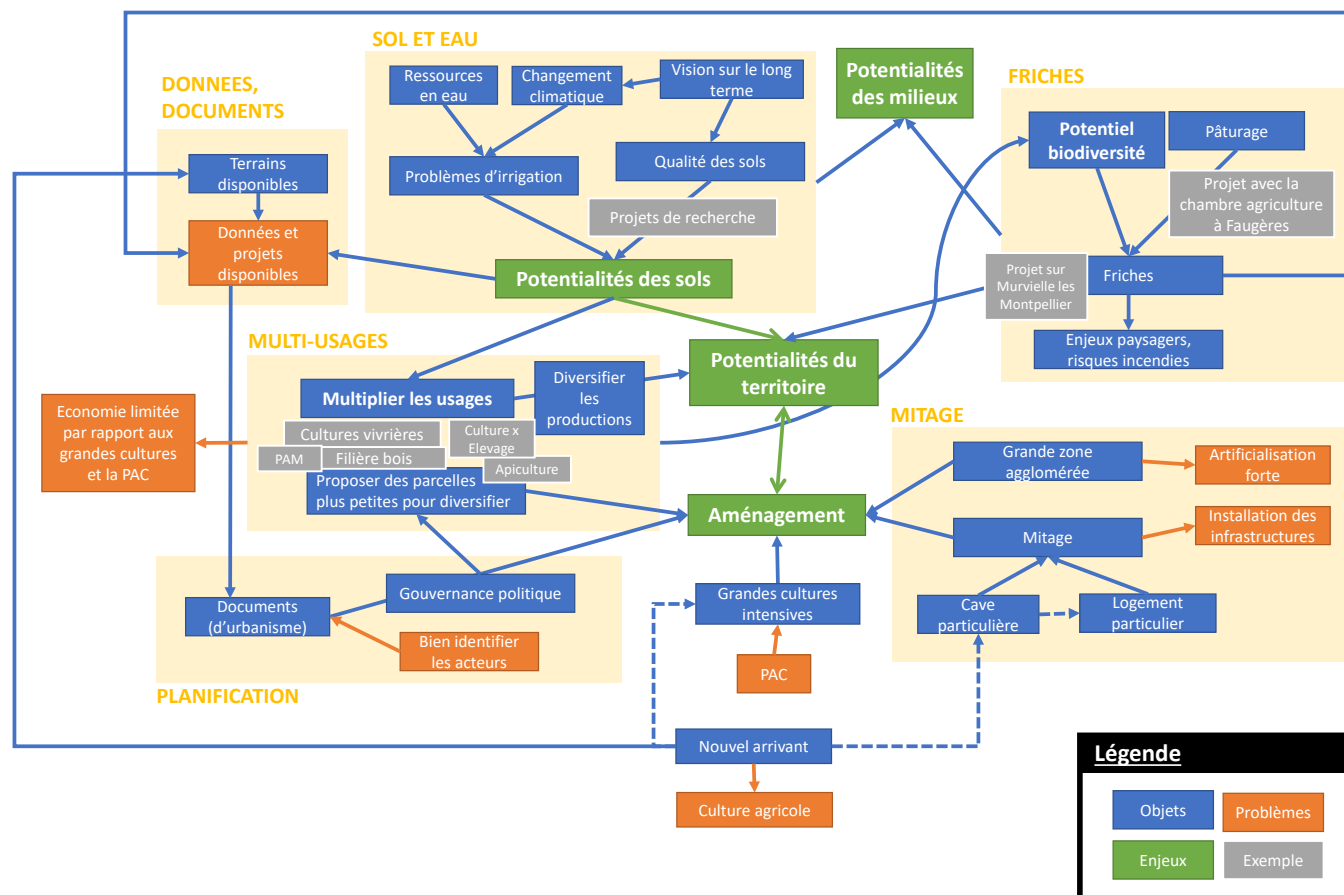 SOL ET EAU
Ressources
en eau
Changement
climatique
Vision sur le long
terme
Problèmes d’irrigation
Qualité des sols
Projets de recherche
Potentialités des sols
DONNEES,
DOCUMENTS
Terrains
disponibles
Données et
projets
disponibles
Potentialités
des milieux
FRICHES
Potentiel
biodiversité
Pâturage
Projet avec la
chambre agriculture
à Faugères
Projet sur
Murvielle les
Montpellier
Friches
Enjeux paysagers,
risques incendies
MULTI-USAGES
Multiplier les usages
Diversifier
les
productions
Cultures vivrières
Culture x
Elevage
PAM
Filière bois
Apiculture
Proposer des parcelles
plus petites pour diversifier
Economie limitée
par rapport aux
grandes cultures
et la PAC
Potentialités du
territoire
Aménagement
MITAGE
Grande zone
agglomérée
Artificialisation
forte
Mitage
Installation des
infrastructures
Cave
particulière
Logement
particulier
Gouvernance politique
Documents
(d’urbanisme)
Bien identifier
les acteurs
PLANIFICATION
Grandes cultures
intensives
PAC
Nouvel arrivant
Culture agricole
Légende
Objets
Problèmes
Enjeux
Exemple